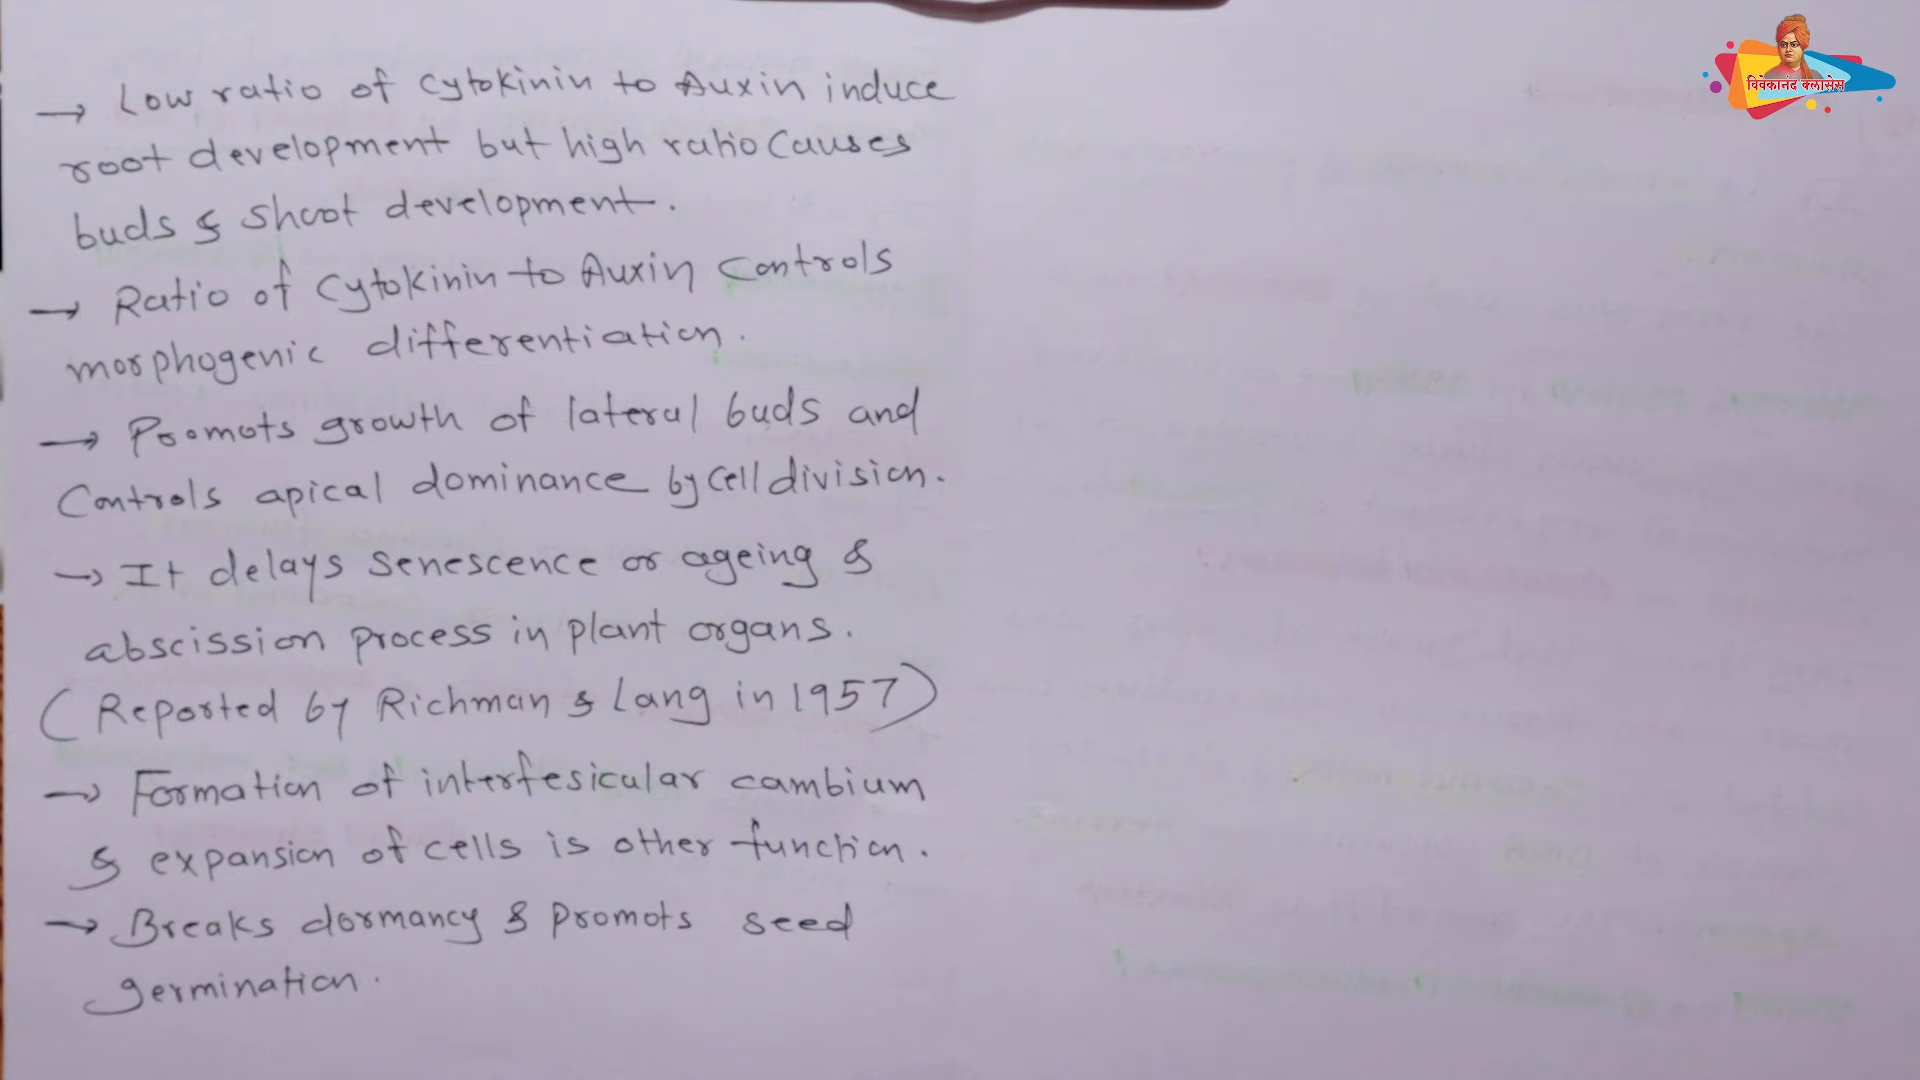 → Low ratio of cytokinin to Auxin induce
root development but high ratio causes
buds & shoot development.
→ Ratio of cytokinin to Auxin controls
morphogenic differentiation.
→ Promots growth of lateral buds and
Controls apical dominance by cell division.
→ It delays senescence or ageing &
abscission process in plant organs.
(Reported by Richman & Lang in 1957)
→ Formation of interfesicular cambium
& expansion of cells is other function.
→ Breaks dormancy & promots seed
germination.
विवेकानंद क्लासेस